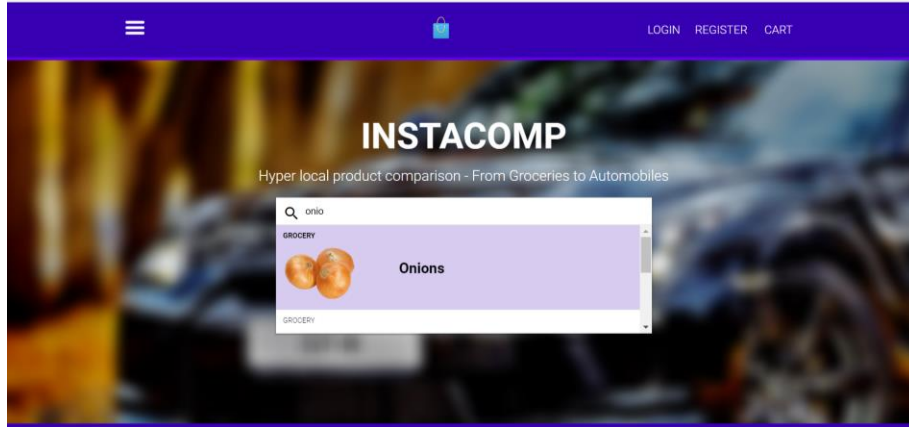 LOGIN REGISTER CART
INSTACOMP
Hyper local product comparison - From Groceries to Automobiles
onio
GROCERY
Onions
GROCERY